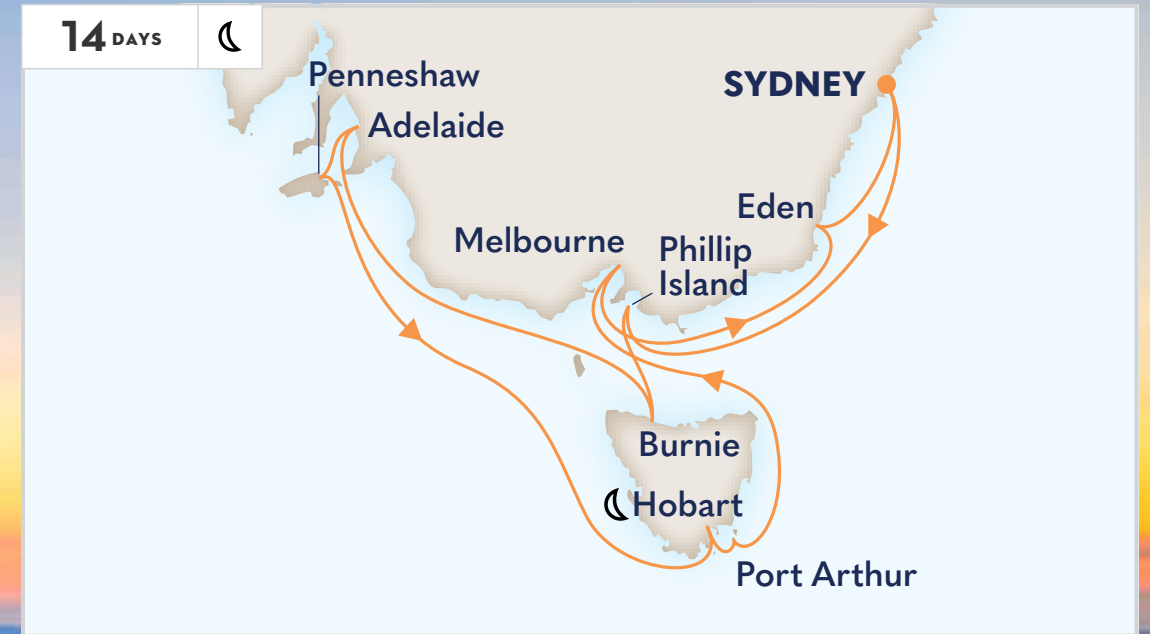 14 DAYS
Penneshaw
SYDNEY
Adelaide
Eden
Melbourne
Phillip
Island
Burnie
Hobart
Port Arthur